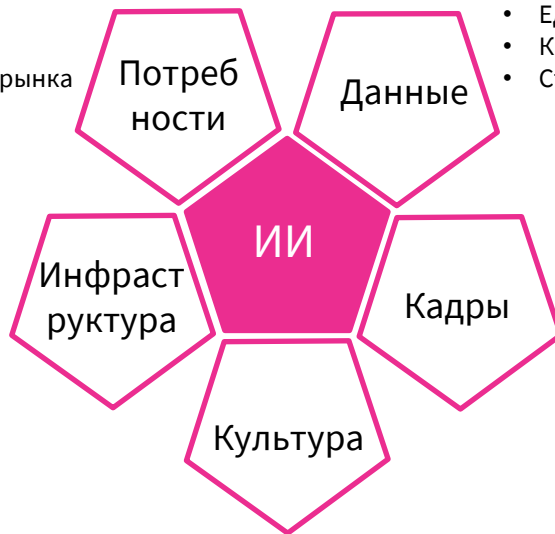 рынка
Потреб
ности
Данные
ИИ
Инфраст
руктура
Кадры
Культура